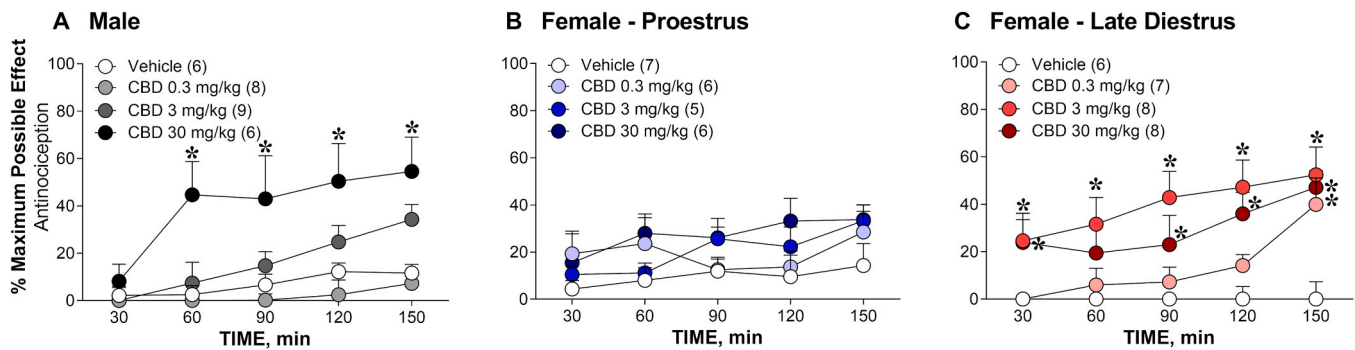 A Male
% Maximum Possible Effect
Antinociception
100
80
60
40
20
0
Vehicle (6)
CBD 0.3 mg/kg (8)
CBD 3 mg/kg (9)
CBD 30 mg/kg (6)
* * * *
30 60 90 120 150
TIME, min
B Female - Proestrus
100
80
60
40
20
0
Vehicle (7)
CBD 0.3 mg/kg (6)
CBD 3 mg/kg (5)
CBD 30 mg/kg (6)
30 60 90 120 150
TIME, min
C Female - Late Diestrus
100
80
60
40
20
0
Vehicle (6)
CBD 0.3 mg/kg (7)
CBD 3 mg/kg (8)
CBD 30 mg/kg (8)
* * * * *
* * * * *
30 60 90 120 150
TIME, min